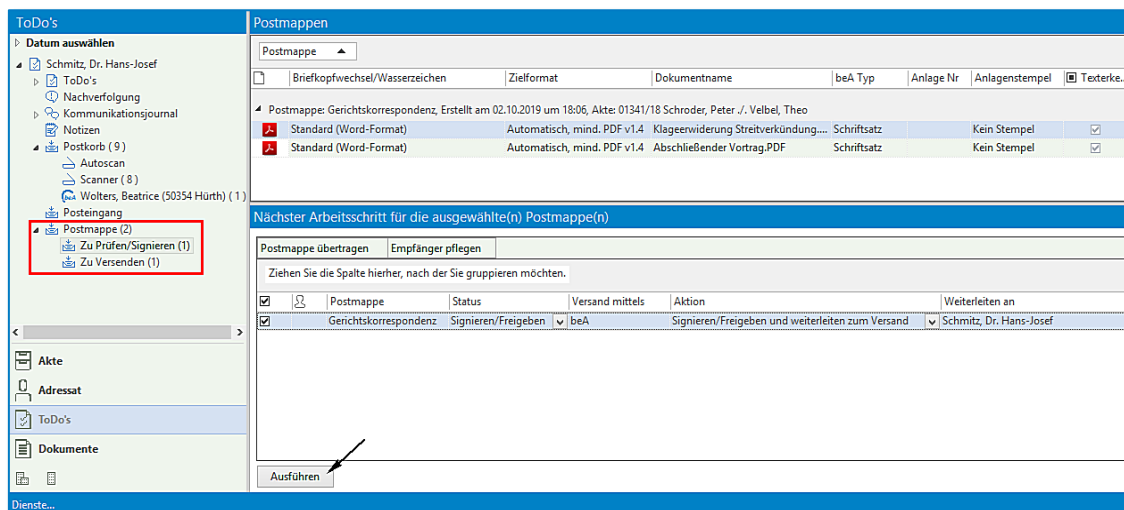 ToDo's
Datum auswählen
Schmitz, Dr. Hans-Josef
ToDo's
Nachverfolgung
Kommunikationsjournal
Notizen
Postkorb ( 9 )
Autoscan
Scanner ( 8 )
beA Wolters, Beatrice (50354 Hürth) ( 1 )
Posteingang
Postmappe (2)
Zu Prüfen/Signieren (1)
Zu Versenden (1)
Akte
Adressat
ToDo's
Dokumente
Dienste...
Postmappen
Postmappe
Briefkopfwechsel/Wasserzeichen Zielformat Dokumentname beA Typ Anlage Nr Anlagenstempel Texterke...
Postmappe: Gerichtskorrespondenz, Erstellt am 02.10.2019 um 18:06, Akte: 01341/18 Schroder, Peter ./. Velbel, Theo
Standard (Word-Format) Automatisch, mind. PDF v1.4 Klageerwiderung Streitverkündung.... Schriftsatz Kein Stempel
Standard (Word-Format) Automatisch, mind. PDF v1.4 Abschließender Vortrag.PDF Schriftsatz Kein Stempel
Nächster Arbeitsschritt für die ausgewählte(n) Postmappe(n)
Postmappe übertragen Empfänger pflegen
Ziehen Sie die Spalte hierher, nach der Sie gruppieren möchten.
Postmappe Status Versand mittels Aktion Weiterleiten an
Gerichtskorrespondenz Signieren/Freigeben beA Signieren/Freigeben und weiterleiten zum Versand Schmitz, Dr. Hans-Josef
Ausführen